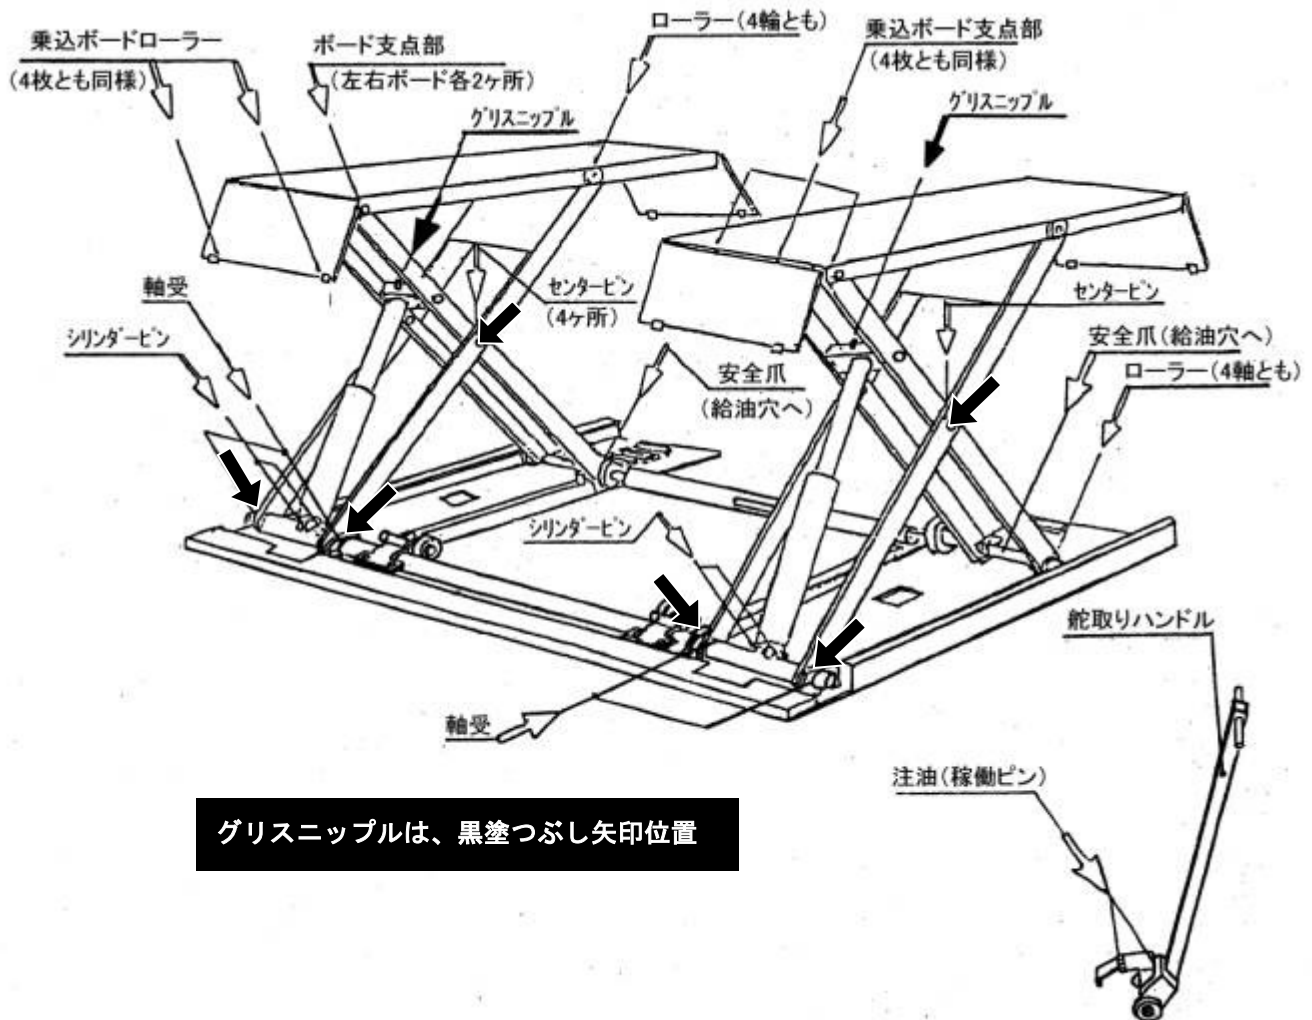 乗込ボードローラー
(4枚とも同様)
ボード支点部
(左右ボード各2ヶ所)
グリスニップル
ローラー(4輪とも)
乗込ボード支点部
(4枚とも同様)
グリスニップル
軸受
シリンダーピン
センターピン
(4ヶ所)
安全爪
(給油穴へ)
センターピン
安全爪(給油穴へ)
ローラー(4軸とも)
シリンダーピン
軸受
舵取りハンドル
注油(稼働ピン)
グリスニップルは、黒塗つぶし矢印位置